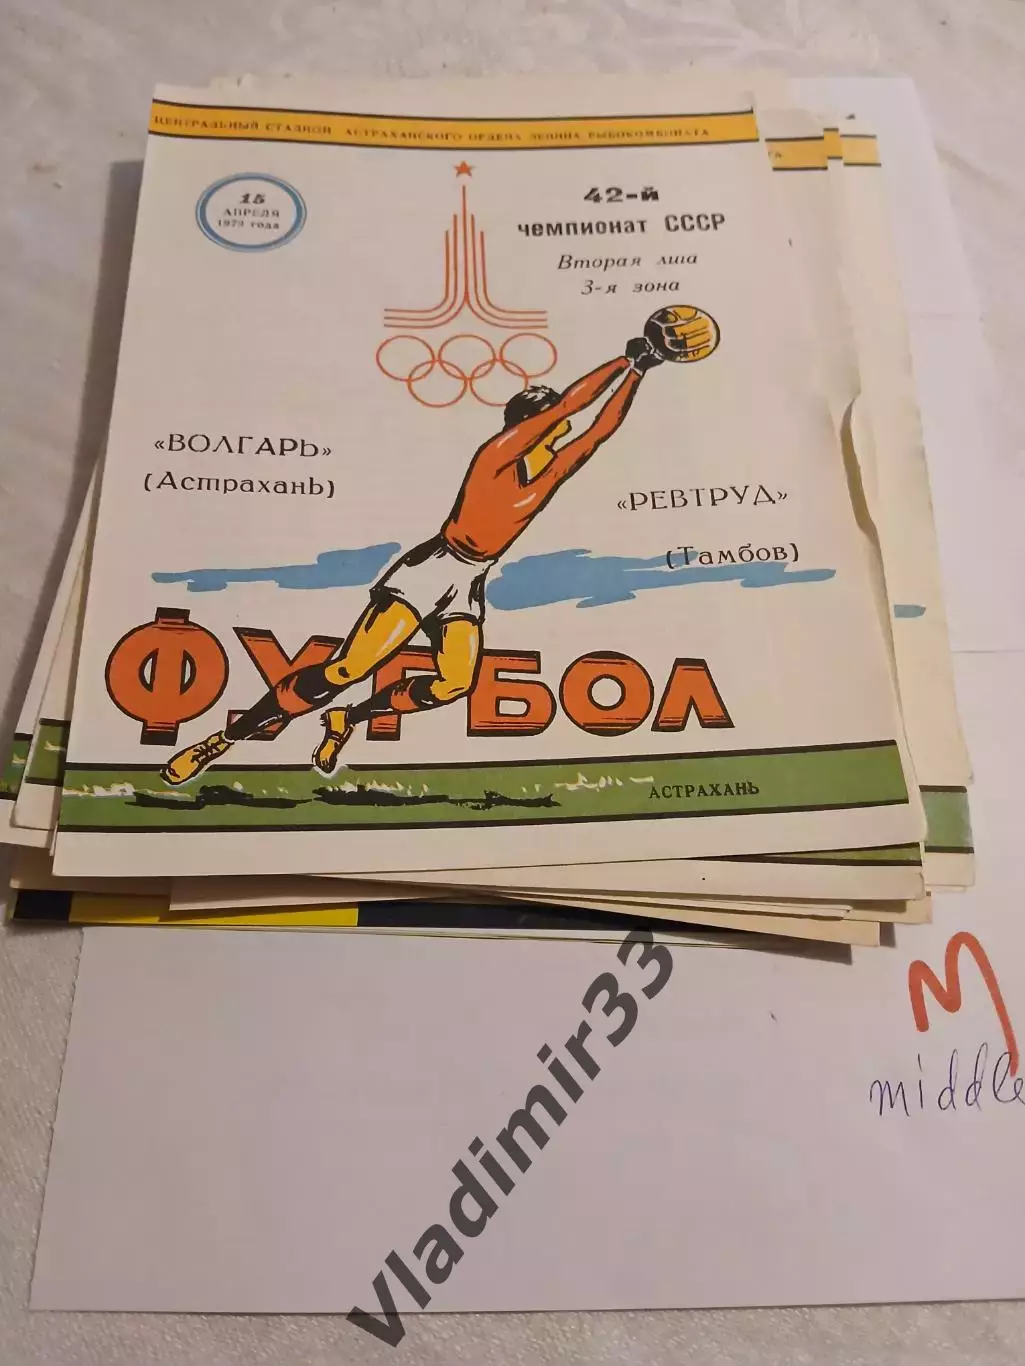 ЦЕНТРАЛЬНЫЙ СТАДИОН АСТРАХАНСКОГО ОРДЕНА ЛЕНИНА РЫБОКОМБИНАТА
15
АПРЕЛЯ
1979 года
42-й
чемпионат СССР
Вторая лига
3-я зона
«ВОЛГАРЬ»
(Астрахань)
«РЕВТРУД»
(Тамбов)
ФУТБОЛ
АСТРАХАНЬ
M
middle
Vladimir33